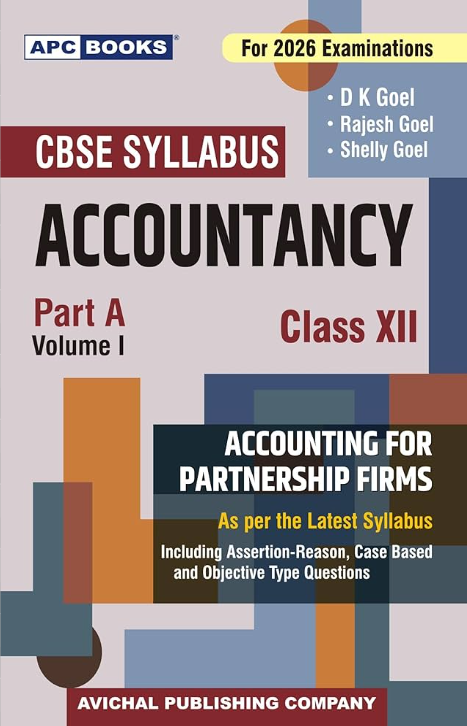 APC BOOKS®
For 2026 Examinations
• D K Goel
• Rajesh Goel
• Shelly Goel
CBSE SYLLABUS
ACCOUNTANCY
Part A
Volume I
Class XII
ACCOUNTING FOR
PARTNERSHIP FIRMS
As per the Latest Syllabus
Including Assertion-Reason, Case Based
and Objective Type Questions
AVICHAL PUBLISHING COMPANY